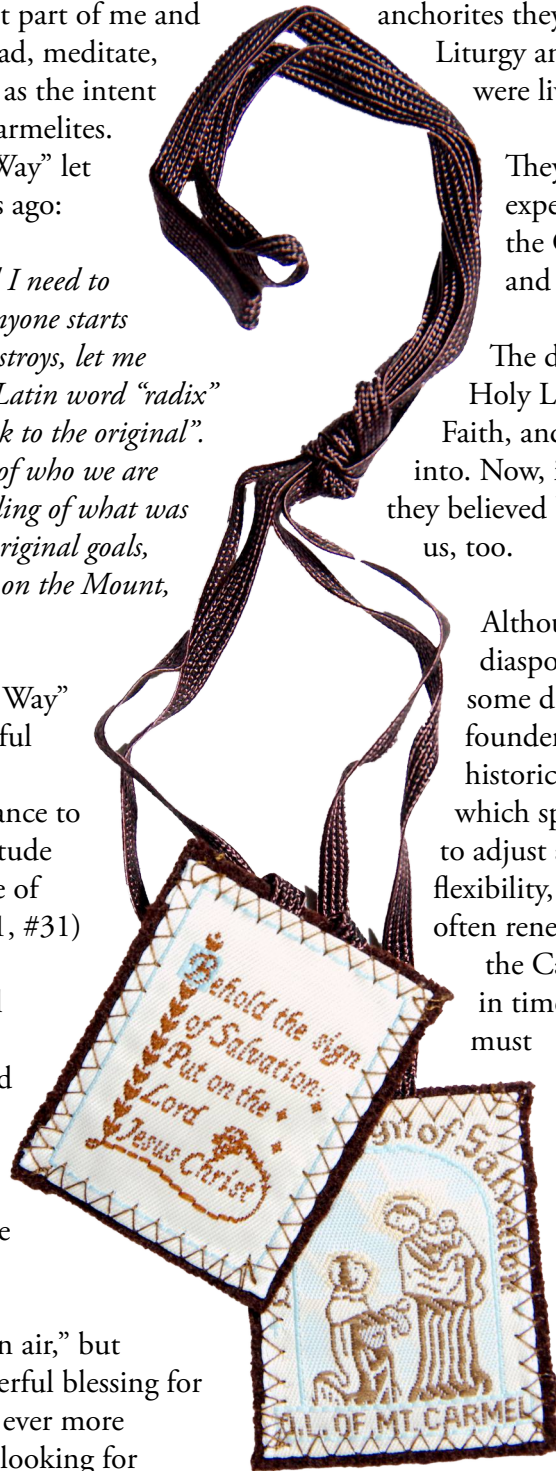 t part of me and
ad, meditate,
as the intent
armelites.
Way” let
s ago:
I need to
nyone starts
stroys, let me
Latin word “radix”
k to the original”.
of who we are
ling of what was
riginal goals,
on the Mount,
Way”
ful
ance to
tude
e of
1, #31)
l
d
e
n air,” but
erful blessing for
ever more
looking for
anchorites they
Liturgy an
were liv
They
expe
the
and
The d
Holy L
Faith, and
into. Now, i
they believed
us, too.
Althou
diaspo
some d
founder
historic
which sp
to adjust
flexibility,
often rene
the Ca
in time
must
Behold the sign
of Salvation:
Put on the
Lord
Jesus Christ
gn of Sal
O.L. OF MT. CARMEL